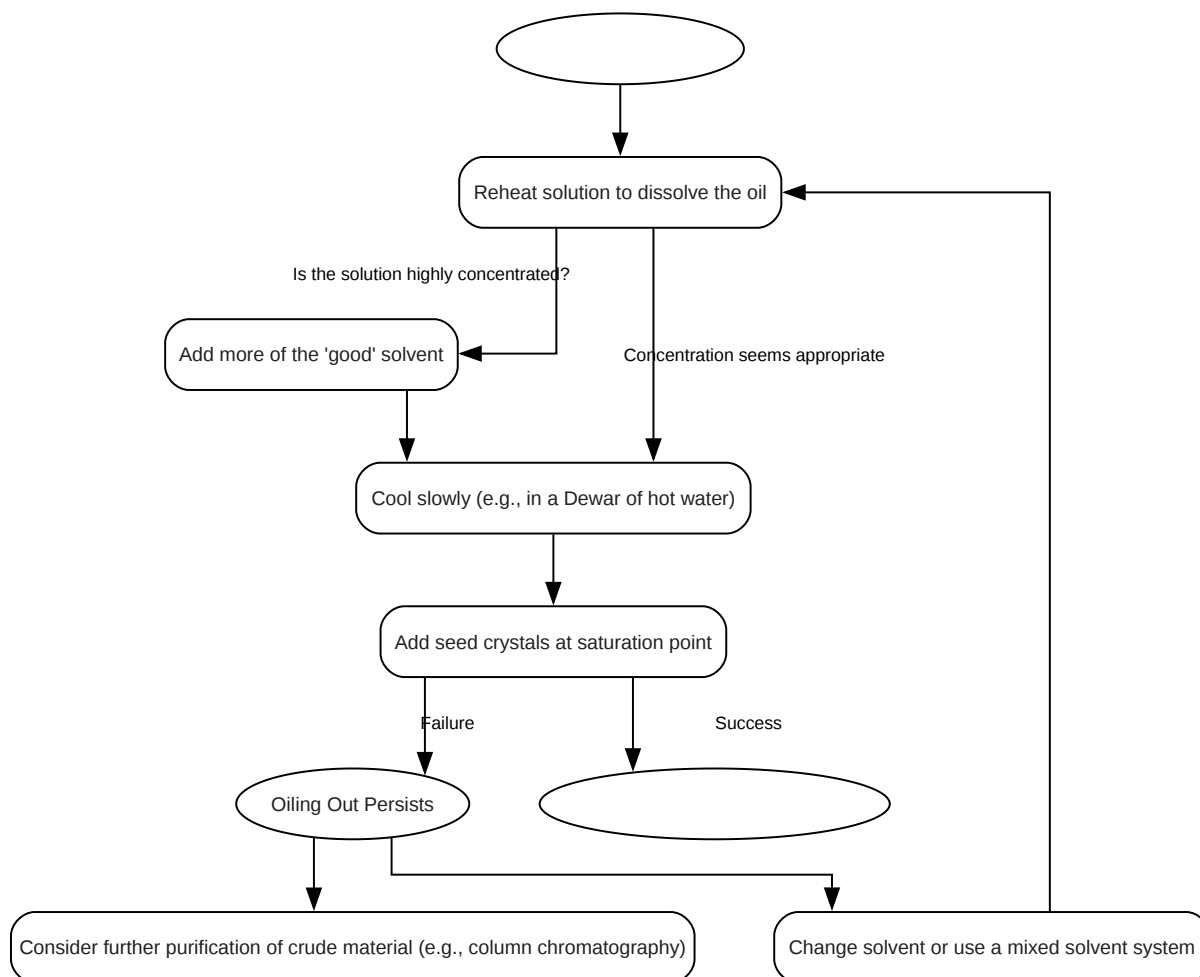 Reheat solution to dissolve the oil
Is the solution highly concentrated?
Add more of the 'good' solvent
Concentration seems appropriate
Cool slowly (e.g., in a Dewar of hot water)
Add seed crystals at saturation point
Failure
Success
Oiling Out Persists
Consider further purification of crude material (e.g., column chromatography)
Change solvent or use a mixed solvent system